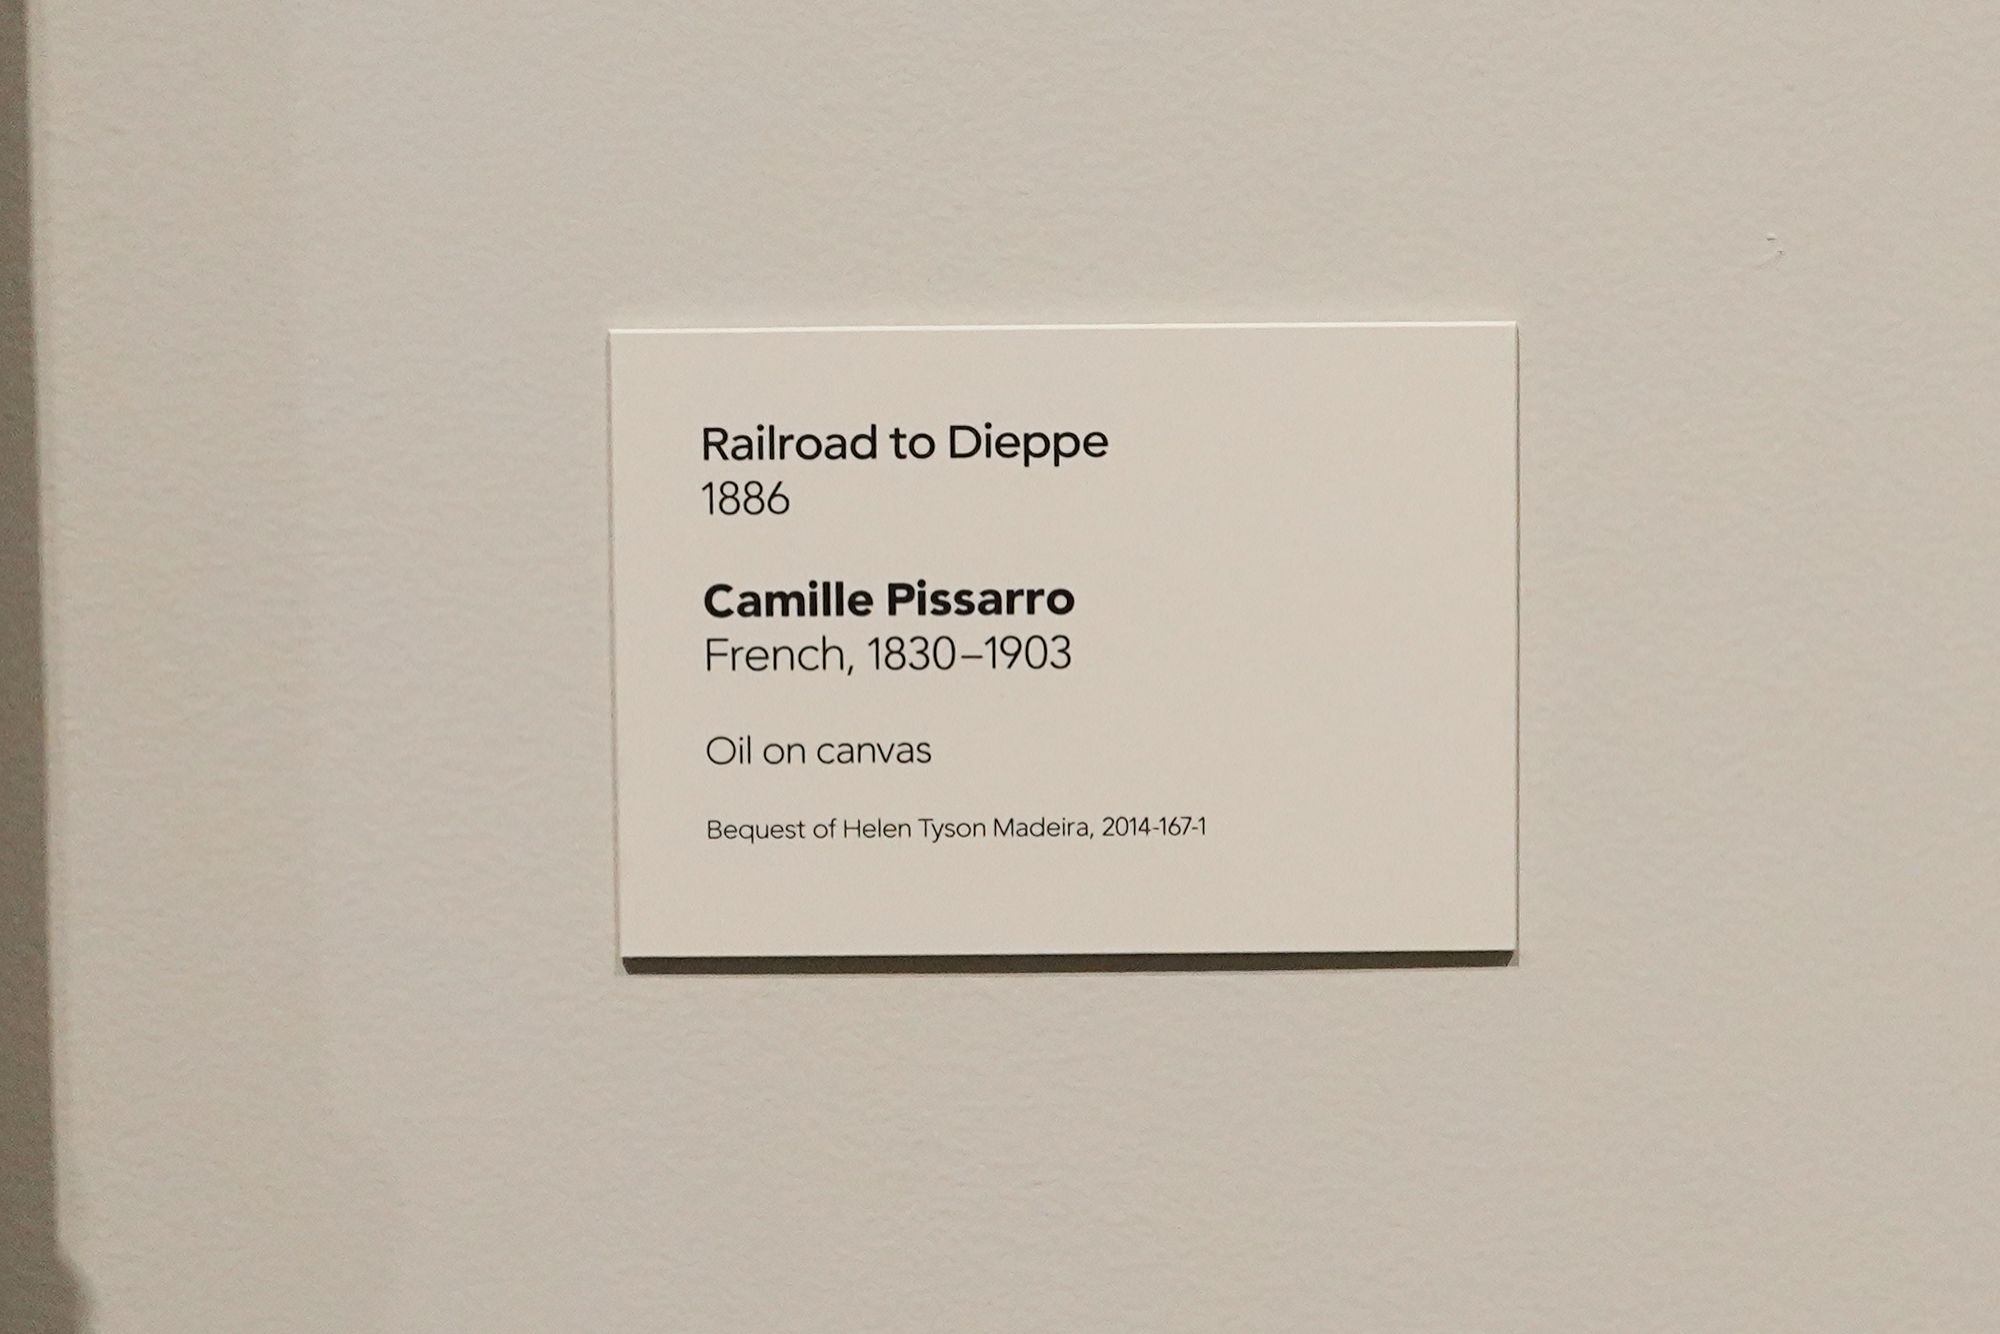 Railroad to Dieppe
1886
Camille Pissarro
French, 1830–1903
Oil on canvas
Bequest of Helen Tyson Madeira, 2014-167-1